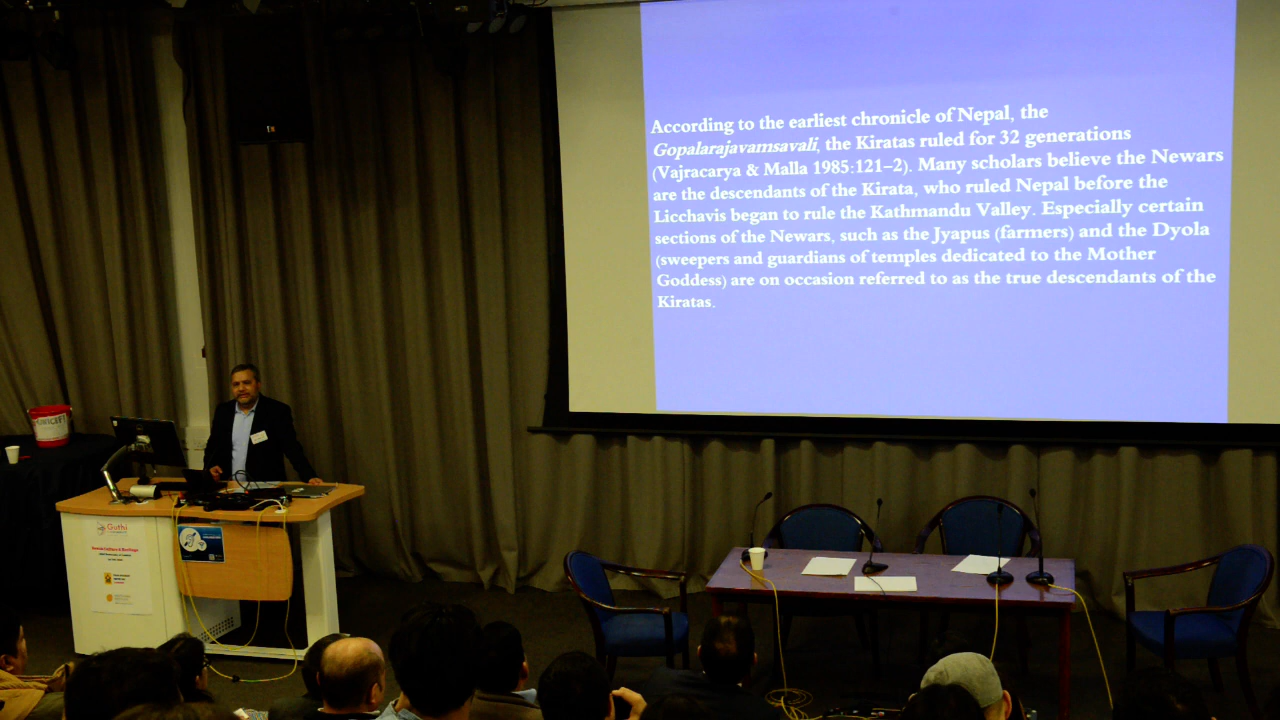 According to the earliest chronicle of Nepal, the
Gopalarajavamsavali, the Kiratas ruled for 32 generations
(Vajracarya & Malla 1985:121–2). Many scholars believe the Newars
are the descendants of the Kirata, who ruled Nepal before the
Licchavis began to rule the Kathmandu Valley. Especially certain
sections of the Newars, such as the Jyapus (farmers) and the Dyola
(sweepers and guardians of temples dedicated to the Mother
Goddess) are on occasion referred to as the true descendants of the
Kiratas.
Guthi